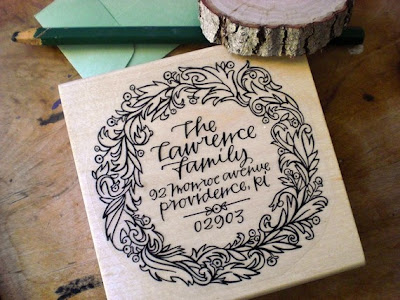 The
Lawrence
Family
92 Monroe avenue
providence, RI
02903